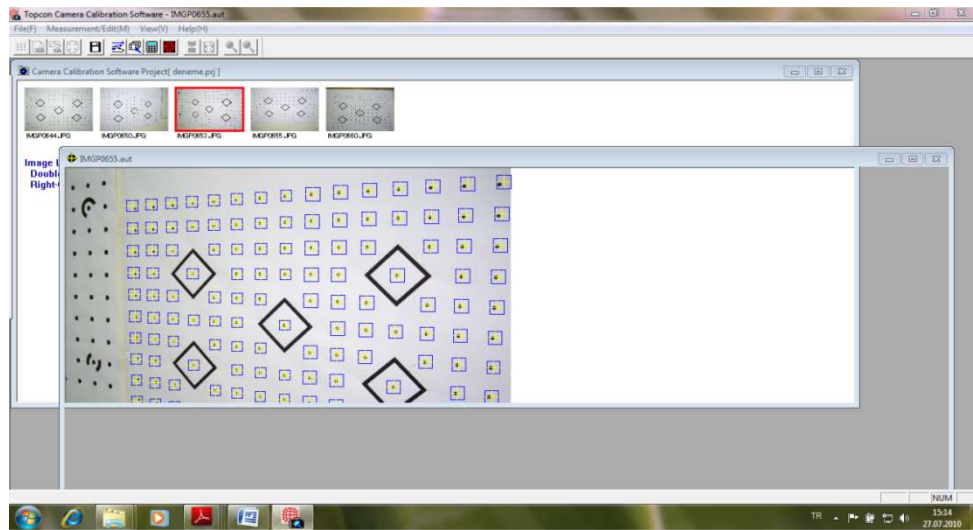 Topcon Camera Calibration Software - IMGP0655.aut
File(F) Measurement/Edit(M) View(V) Help(H)
Camera Calibration Software Project[ deneme.prj ]
IMGP0644.JPG IMGP0650.JPG IMGP0653.JPG IMGP0655.JPG IMGP0660.JPG
Image
IMGP0655.aut
Doubl
Right-
NUM
TR
15:14
27.07.2010